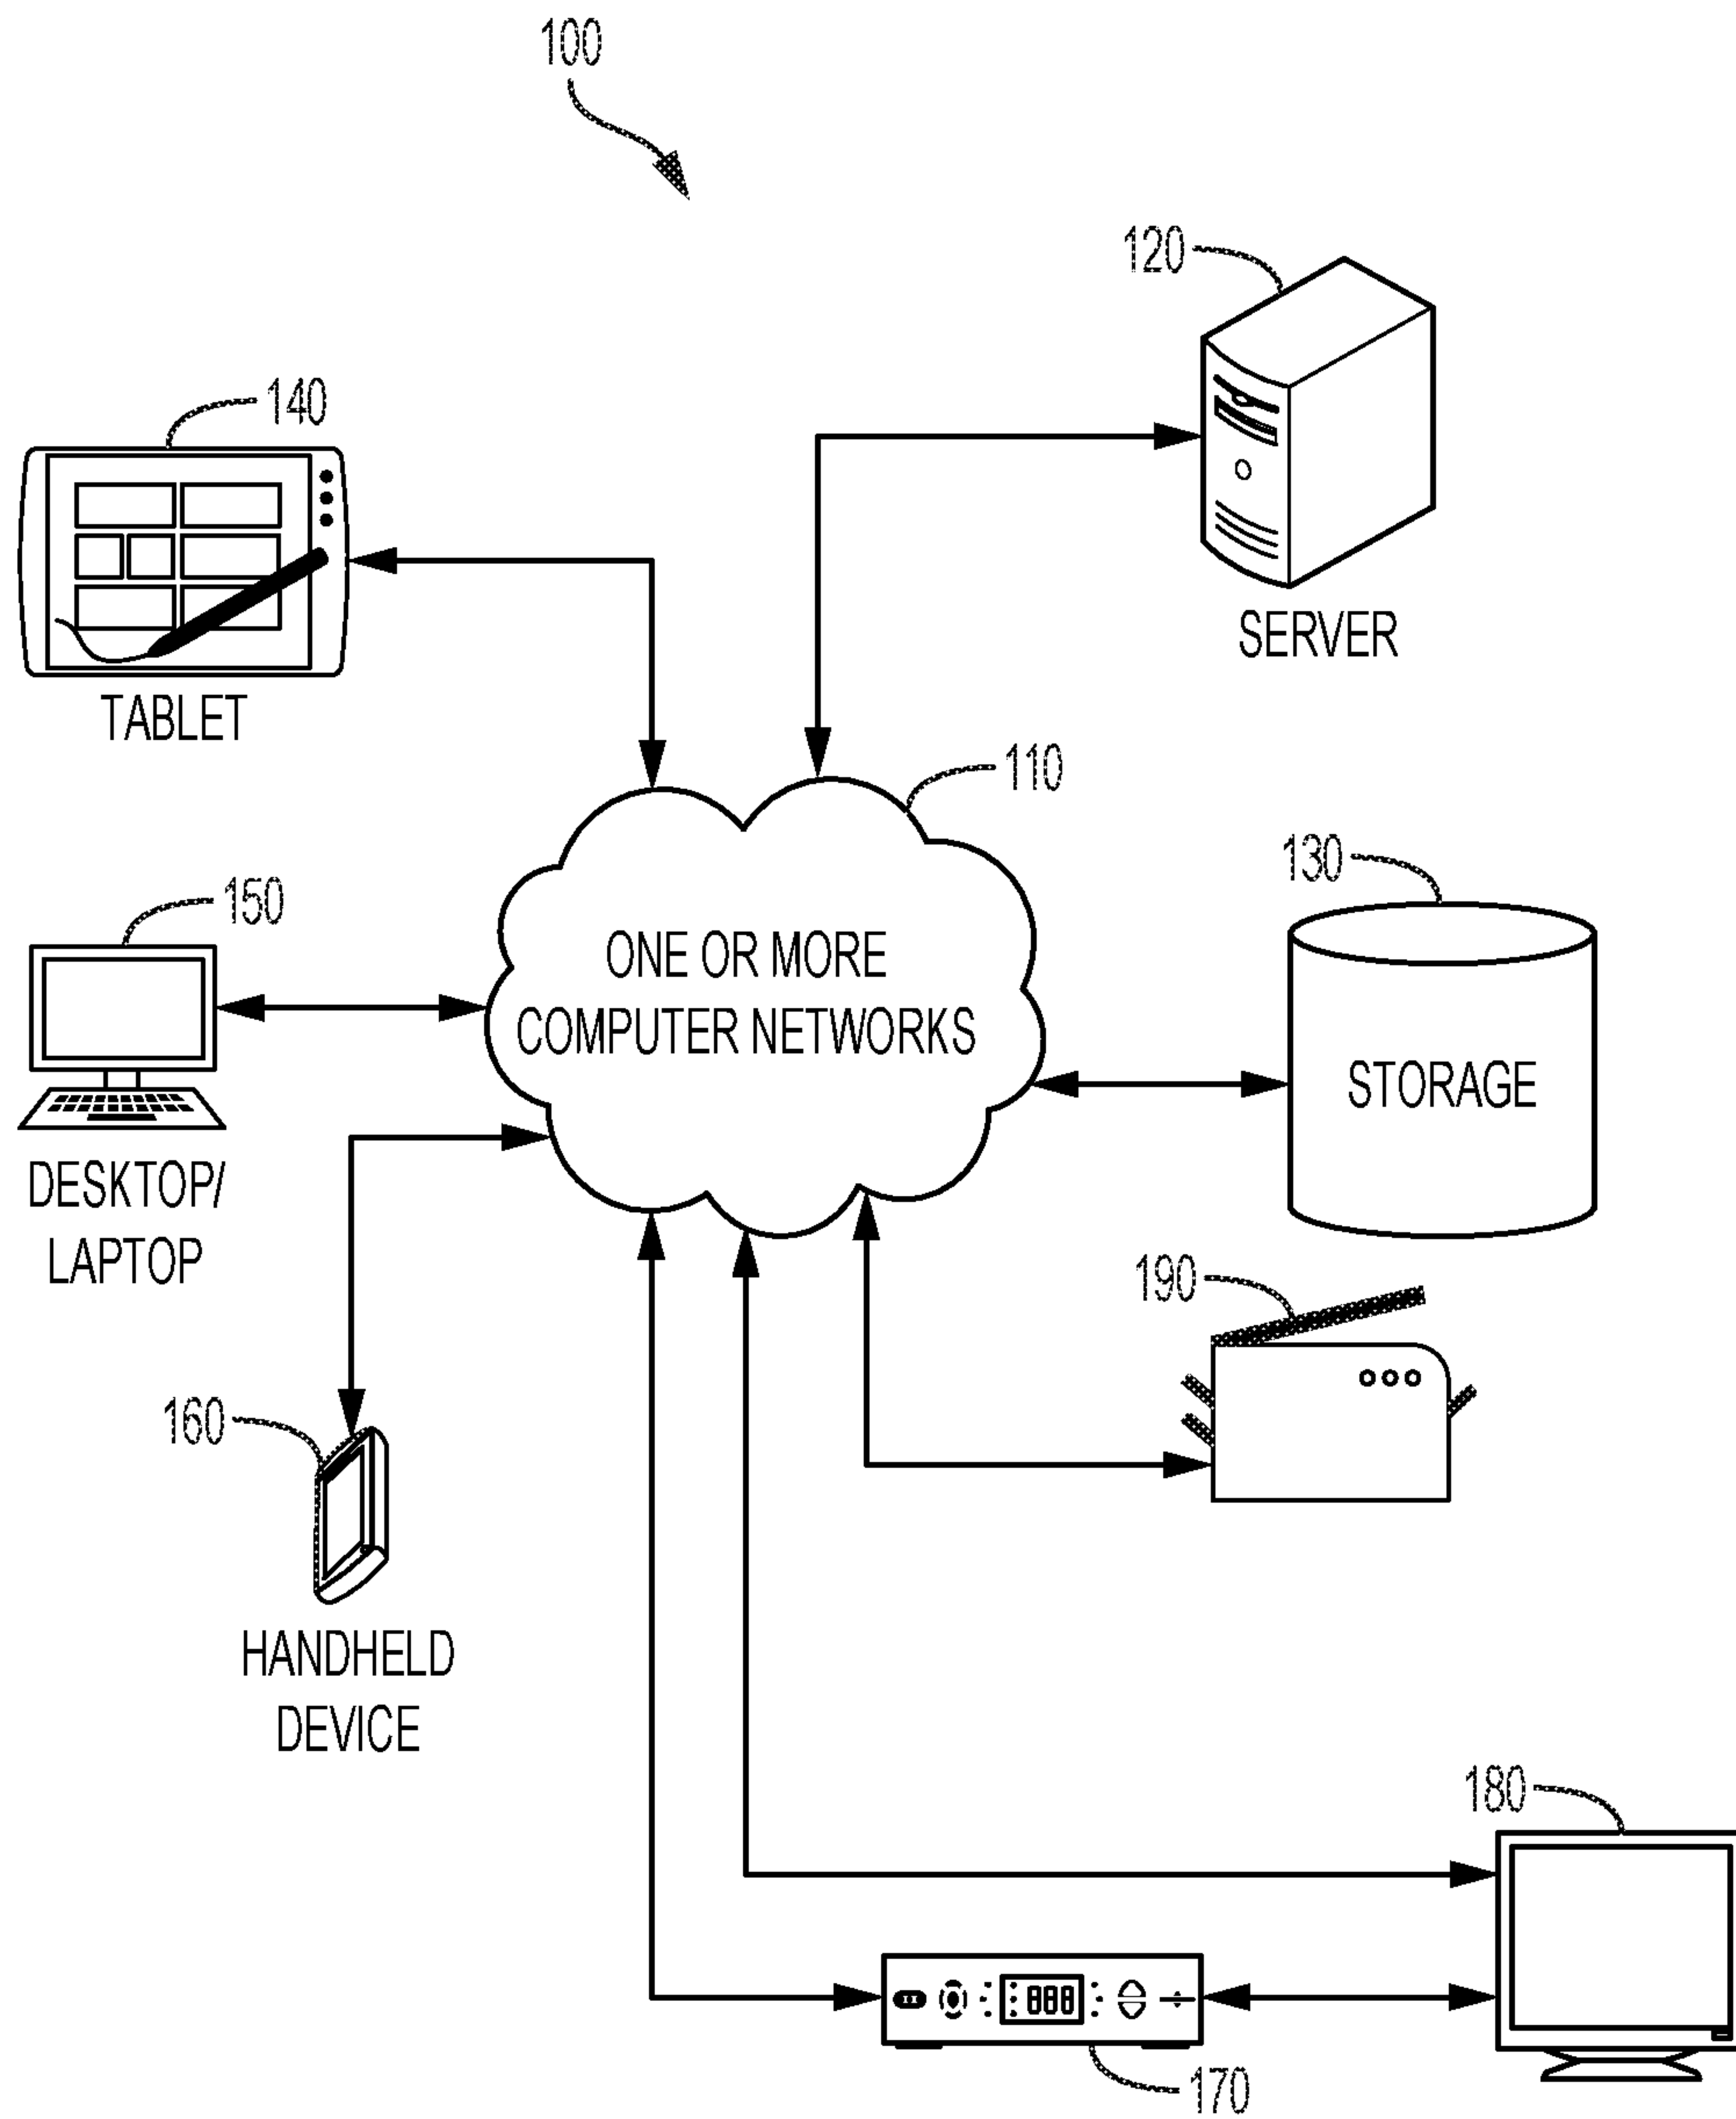 100
120
140
SERVER
TABLET
110
130
150
ONE OR MORE
COMPUTER NETWORKS
STORAGE
DESKTOP/
LAPTOP
190
160
HANDHELD
DEVICE
180
888
170